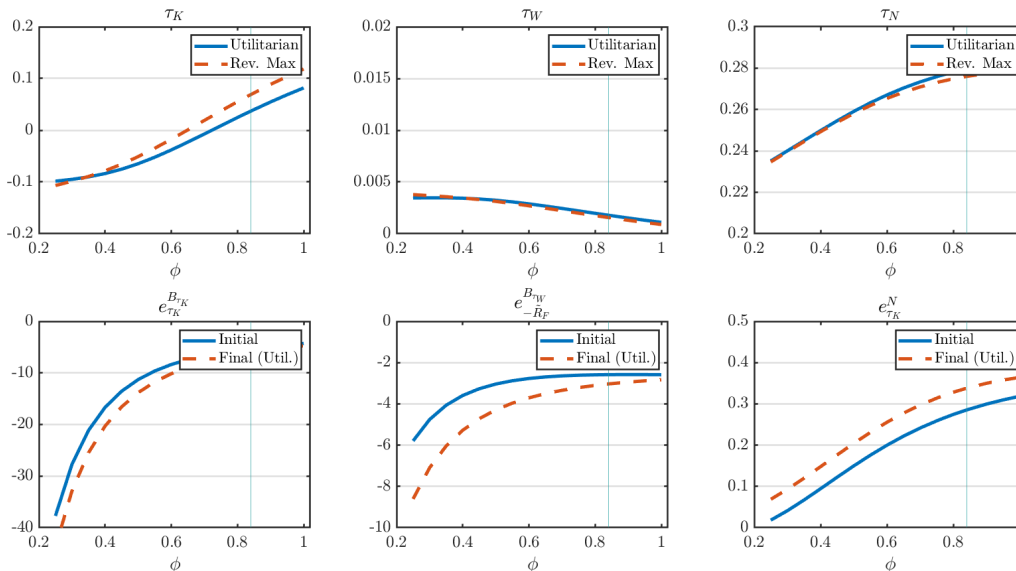 τ_K
0.2
0.1
0
-0.1
-0.2
0.2 0.4 0.6 0.8 1
ϕ
Utilitarian
Rev. Max
τ_W
0.02
0.015
0.01
0.005
0
0.2 0.4 0.6 0.8 1
ϕ
Utilitarian
Rev. Max
τ_N
0.3
0.28
0.26
0.24
0.22
0.2
0.2 0.4 0.6 0.8
ϕ
Utilitarian
Rev. Max
e^{B_{τ_K}}_{τ_K}
0
-10
-20
-30
-40
0.2 0.4 0.6 0.8 1
ϕ
Initial
Final (Util.)
e^{B_{τ_W}}_{-\tilde{R}_F}
0
-2
-4
-6
-8
-10
0.2 0.4 0.6 0.8 1
ϕ
Initial
Final (Util.)
e^{N}_{τ_K}
0.5
0.4
0.3
0.2
0.1
0
0.2 0.4 0.6 0.8
ϕ
Initial
Final (Util.)